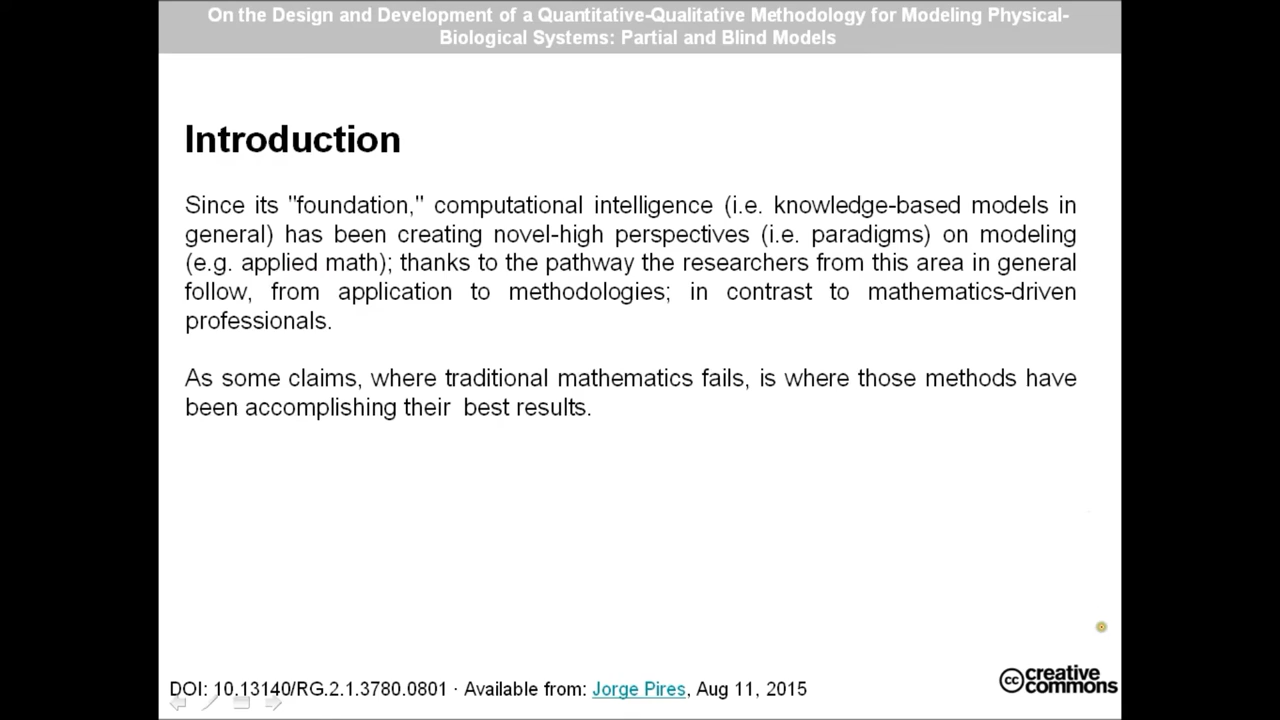 On the Design and Development of a Quantitative-Qualitative Methodology for Modeling Physical-
Biological Systems: Partial and Blind Models
Introduction
Since its "foundation," computational intelligence (i.e. knowledge-based models in
general) has been creating novel-high perspectives (i.e. paradigms) on modeling
(e.g. applied math); thanks to the pathway the researchers from this area in general
follow, from application to methodologies; in contrast to mathematics-driven
professionals.
As some claims, where traditional mathematics fails, is where those methods have
been accomplishing their  best results.
DOI: 10.13140/RG.2.1.3780.0801 · Available from: Jorge Pires, Aug 11, 2015
cc creative
commons